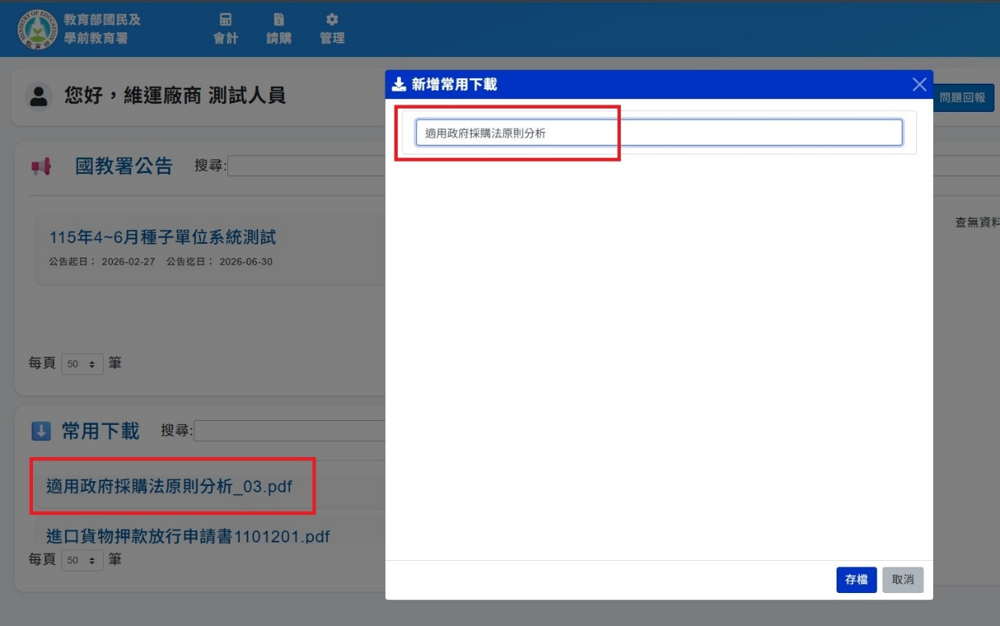 教育部國民及
學前教育署
會計
請購
管理
您好，維運廠商 測試人員
問題回報
國教署公告 搜尋:
115年4~6月種子單位系統測試
公告起日： 2026-02-27 公告迄日： 2026-06-30
查無資料
每頁 50 筆
常用下載 搜尋:
適用政府採購法原則分析_03.pdf
進口貨物押款放行申請書1101201.pdf
每頁 50 筆
新增常用下載
適用政府採購法原則分析
存檔 取消